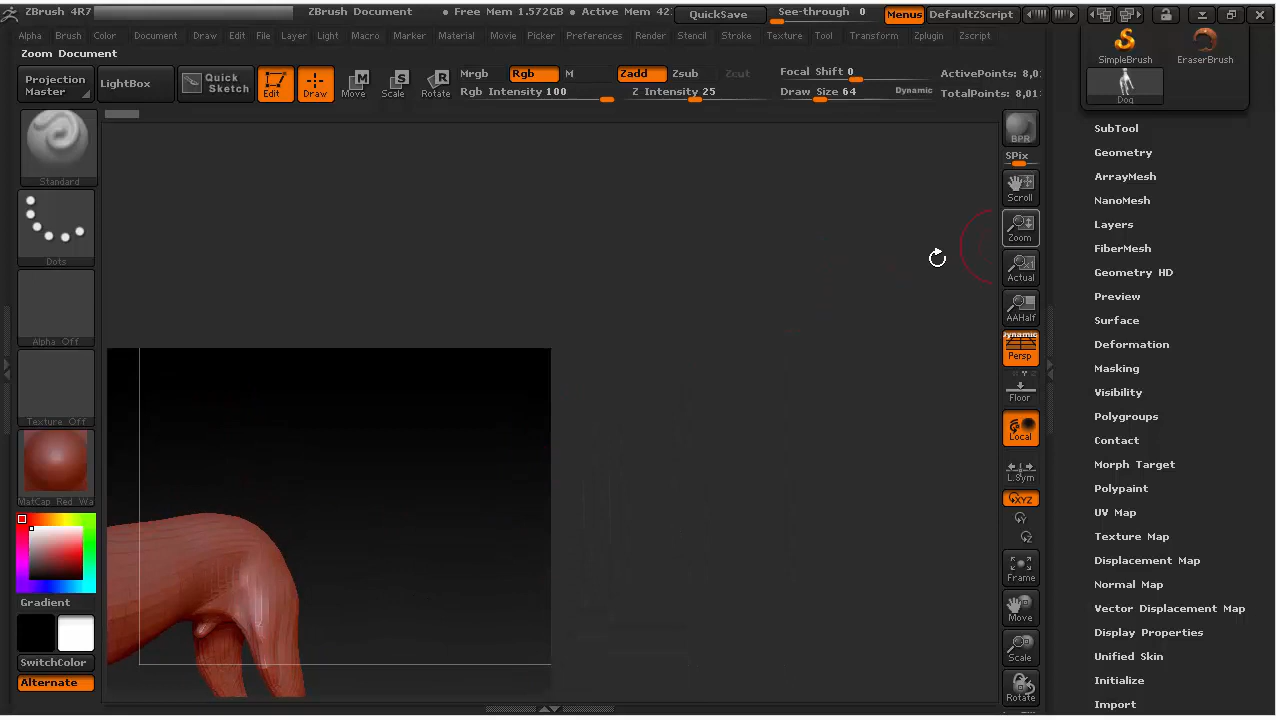 ZBrush 4R7
ZBrush Document
• Free Mem 1.572GB • Active Mem 42
QuickSave
See-through 0
Menus
DefaultZScript
Alpha Brush Color Document Draw Edit File Layer Light Macro Marker Material Movie Picker Preferences Render Stencil Stroke Texture Tool Transform Zplugin Zscript
Zoom Document
Projection
Master
LightBox
Quick
Sketch
Edit
Draw
Move
Scale
Rotate
Mrgb
Rgb
M
Rgb Intensity 100
Zadd
Zsub
Zcut
Z Intensity 25
Focal Shift 0
Draw Size 64
Dynamic
ActivePoints: 8,01
TotalPoints: 8,01
SimpleBrush
EraserBrush
Dog
Standard
Dots
Alpha Off
Texture Off
MatCap Red Wa
Gradient
SwitchColor
Alternate
BPR
SPix
Scroll
Zoom
Actual
AAHalf
Dynamic
Persp
Floor
Local
L.Sym
XYZ
Y
Z
Frame
Move
Scale
Rotate
SubTool
Geometry
ArrayMesh
NanoMesh
Layers
FiberMesh
Geometry HD
Preview
Surface
Deformation
Masking
Visibility
Polygroups
Contact
Morph Target
Polypaint
UV Map
Texture Map
Displacement Map
Normal Map
Vector Displacement Map
Display Properties
Unified Skin
Initialize
Import